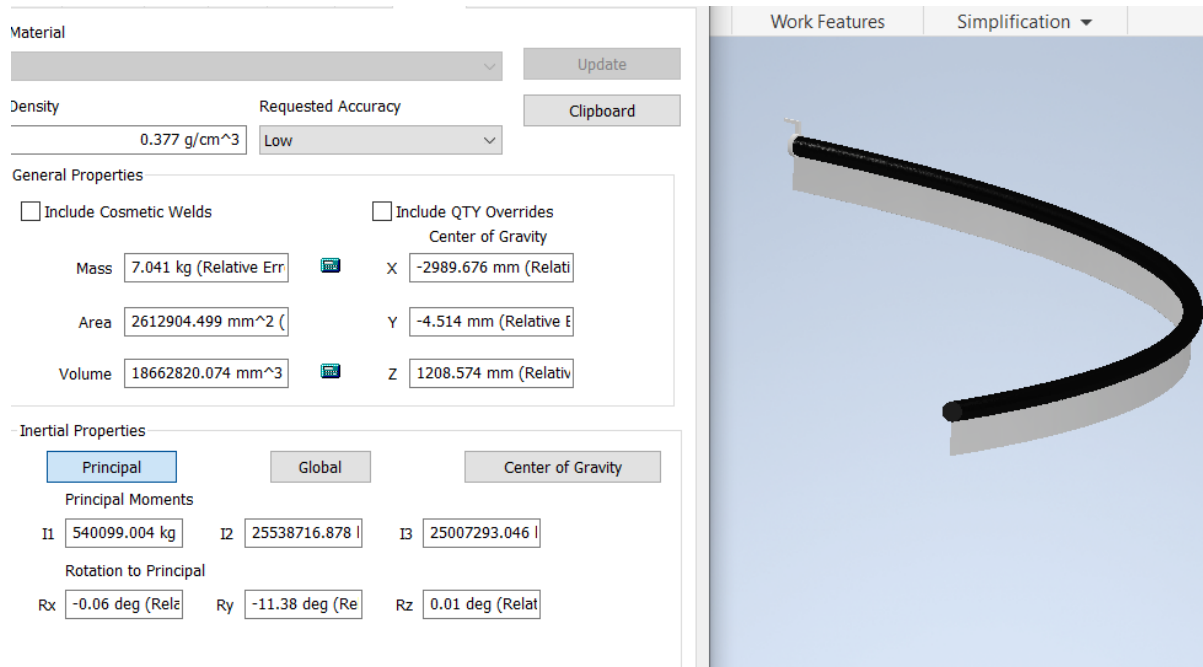 Work Features Simplification
Material
Update
Density Requested Accuracy Clipboard
0.377 g/cm^3 Low
General Properties
Include Cosmetic Welds Include QTY Overrides
Center of Gravity
Mass 7.041 kg (Relative Err X -2989.676 mm (Relati
Area 2612904.499 mm^2 ( Y -4.514 mm (Relative E
Volume 18662820.074 mm^3 Z 1208.574 mm (Relativ
Inertial Properties
Principal Global Center of Gravity
Principal Moments
I1 540099.004 kg I2 25538716.878 I3 25007293.046
Rotation to Principal
Rx -0.06 deg (Rela Ry -11.38 deg (Re Rz 0.01 deg (Relat